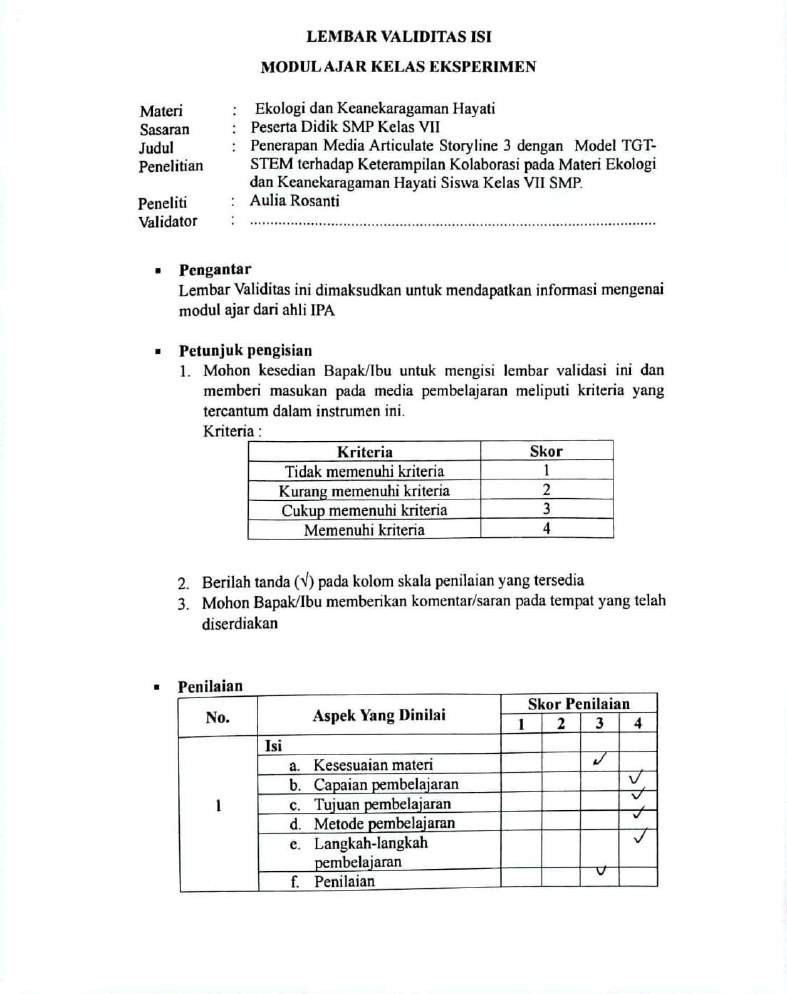 LEMBAR VALIDITAS ISI
MODUL AJAR KELAS EKSPERIMEN
Materi : Ekologi dan Keanekaragaman Hayati
Sasaran : Peserta Didik SMP Kelas VII
Judul : Penerapan Media Articulate Storyline 3 dengan Model TGT-
Penelitian STEM terhadap Keterampilan Kolaborasi pada Materi Ekologi
dan Keanekaragaman Hayati Siswa Kelas VII SMP.
Peneliti : Aulia Rosanti
Validator : ....................................................................................................
▪ Pengantar
Lembar Validitas ini dimaksudkan untuk mendapatkan informasi mengenai
modul ajar dari ahli IPA
▪ Petunjuk pengisian
1. Mohon kesedian Bapak/Ibu untuk mengisi lembar validasi ini dan
memberi masukan pada media pembelajaran meliputi kriteria yang
tercantum dalam instrumen ini.
Kriteria :
Kriteria Skor
Tidak memenuhi kriteria 1
Kurang memenuhi kriteria 2
Cukup memenuhi kriteria 3
Memenuhi kriteria 4
2. Berilah tanda (√) pada kolom skala penilaian yang tersedia
3. Mohon Bapak/Ibu memberikan komentar/saran pada tempat yang telah
diserdiakan
▪ Penilaian
No. Aspek Yang Dinilai Skor Penilaian
1 2 3 4
Isi
a. Kesesuaian materi ✓
b. Capaian pembelajaran ✓
1 c. Tujuan pembelajaran ✓
d. Metode pembelajaran ✓
e. Langkah-langkah ✓
pembelajaran
f. Penilaian ✓